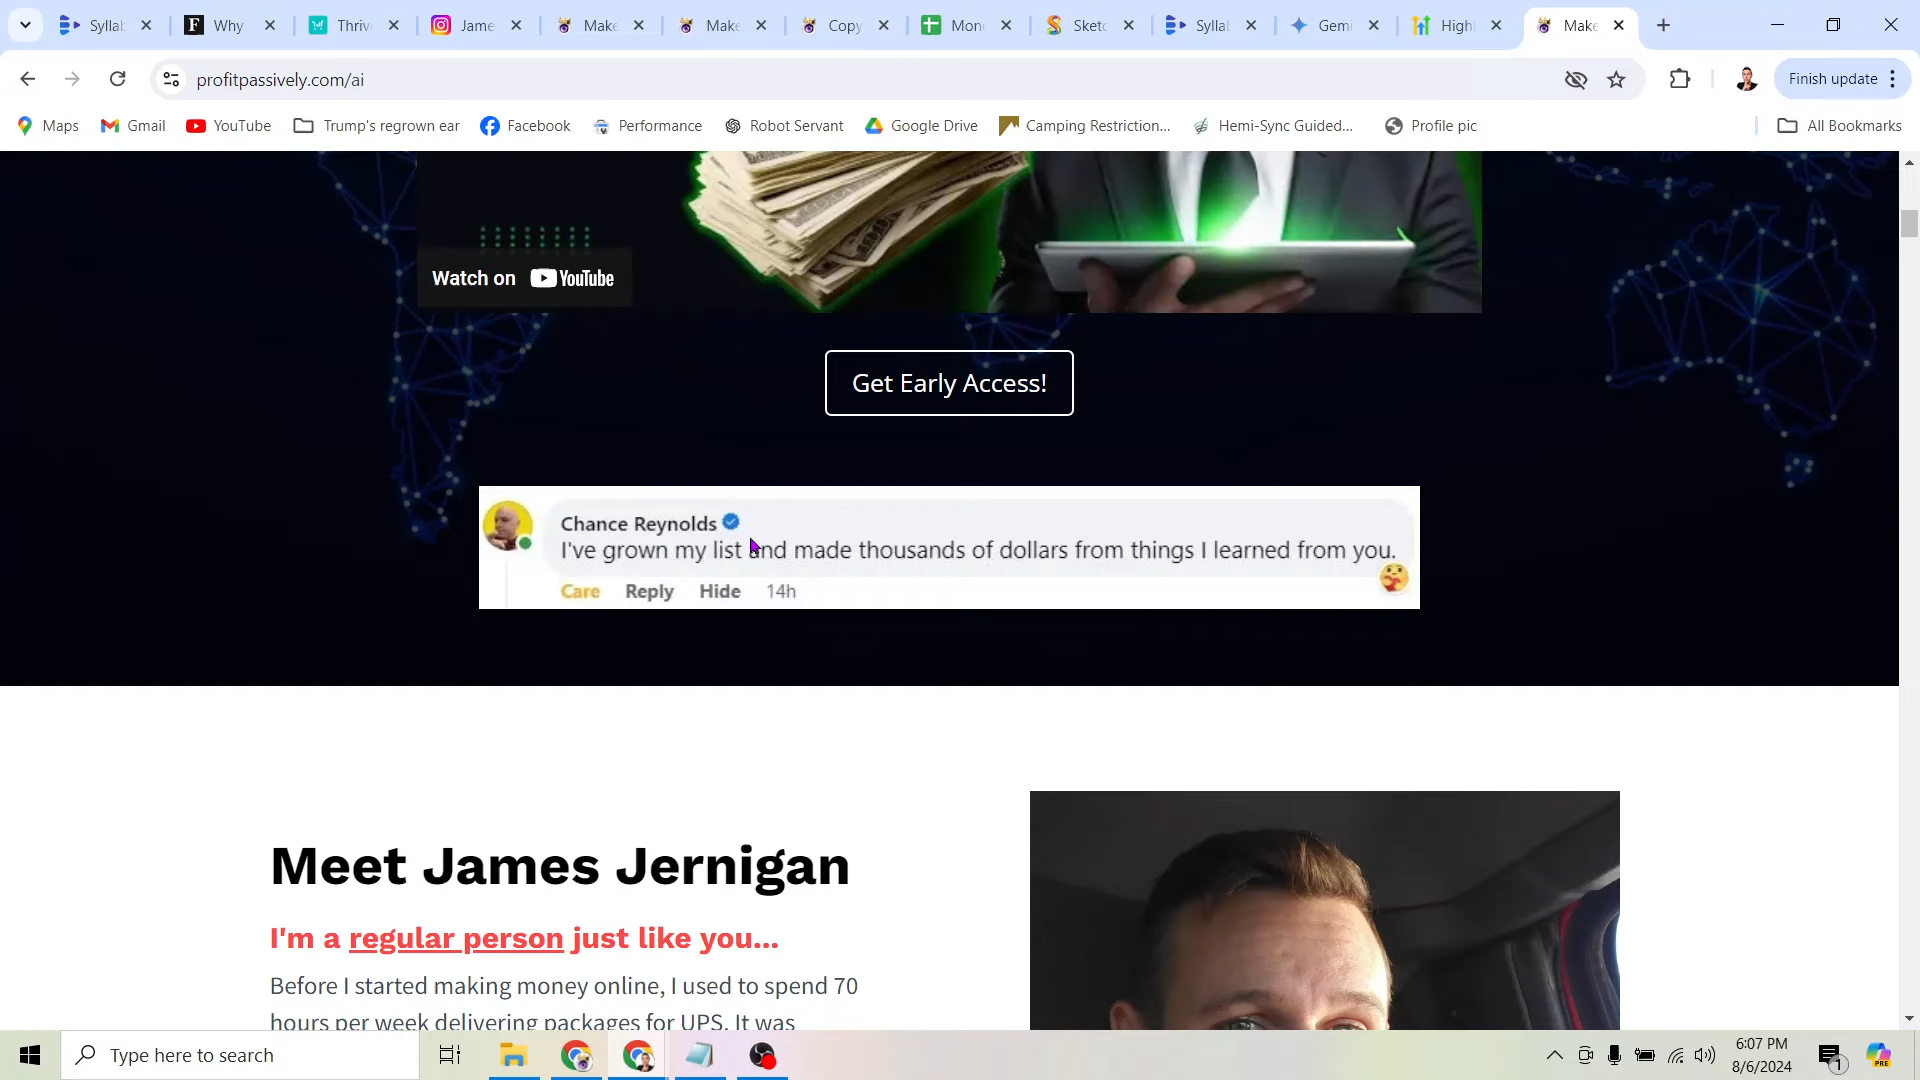 Syllab Why Thriv Jame Make Make Copy Mon Sketc Syllab Gemi High Make
profitpassively.com/ai Finish update
Maps Gmail YouTube Trump's regrown ear Facebook Performance Robot Servant Google Drive Camping Restriction... Hemi-Sync Guided... Profile pic All Bookmarks
Watch on YouTube
Get Early Access!
Chance Reynolds
I've grown my list and made thousands of dollars from things I learned from you.
Care Reply Hide 14h
Meet James Jernigan
I'm a regular person just like you...
Before I started making money online, I used to spend 70
hours per week delivering packages for UPS. It was
Type here to search
6:07 PM
8/6/2024
1
PRE